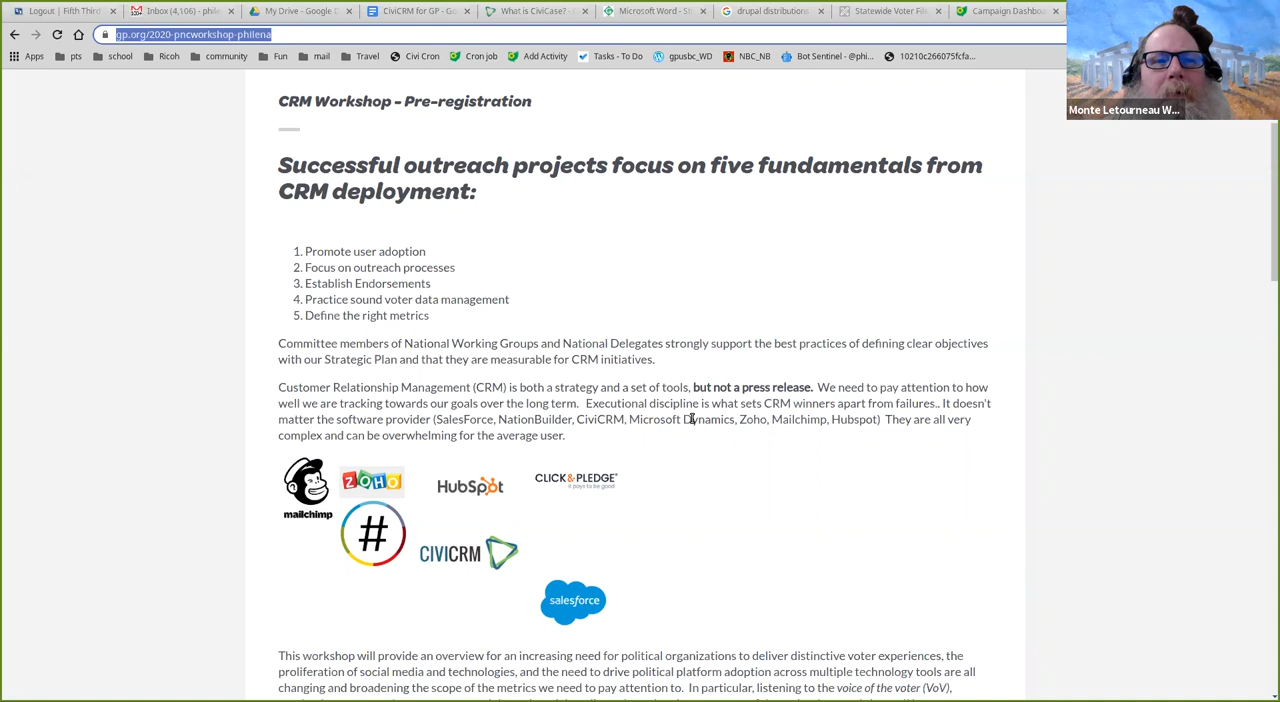 Logout | Fifth Third
Inbox (4,106) - phile
My Drive - Google D
CiviCRM for GP - Go
What is CiviCase? -
Microsoft Word - St
drupal distributions
Statewide Voter File
Campaign Dashboa
gp.org/2020-pncworkshop-philena
Apps
pts
school
Ricoh
community
Fun
mail
Travel
Civi Cron
Cron job
Add Activity
Tasks - To Do
gpusbc_WD
NBC_NB
Bot Sentinel - @phi...
10210c266075fcfa...
Monte Letourneau W...
CRM Workshop - Pre-registration
Successful outreach projects focus on five fundamentals from
CRM deployment:
1. Promote user adoption
2. Focus on outreach processes
3. Establish Endorsements
4. Practice sound voter data management
5. Define the right metrics
Committee members of National Working Groups and National Delegates strongly support the best practices of defining clear objectives
with our Strategic Plan and that they are measurable for CRM initiatives.
Customer Relationship Management (CRM) is both a strategy and a set of tools, but not a press release. We need to pay attention to how
well we are tracking towards our goals over the long term. Executional discipline is what sets CRM winners apart from failures.. It doesn't
matter the software provider (SalesForce, NationBuilder, CiviCRM, Microsoft Dynamics, Zoho, Mailchimp, Hubspot) They are all very
complex and can be overwhelming for the average user.
mailchimp
ZOHO
HubSpot
CLICK&PLEDGE
#
CIVICRM
salesforce
This workshop will provide an overview for an increasing need for political organizations to deliver distinctive voter experiences, the
proliferation of social media and technologies, and the need to drive political platform adoption across multiple technology tools are all
changing and broadening the scope of the metrics we need to pay attention to. In particular, listening to the voice of the voter (VoV),